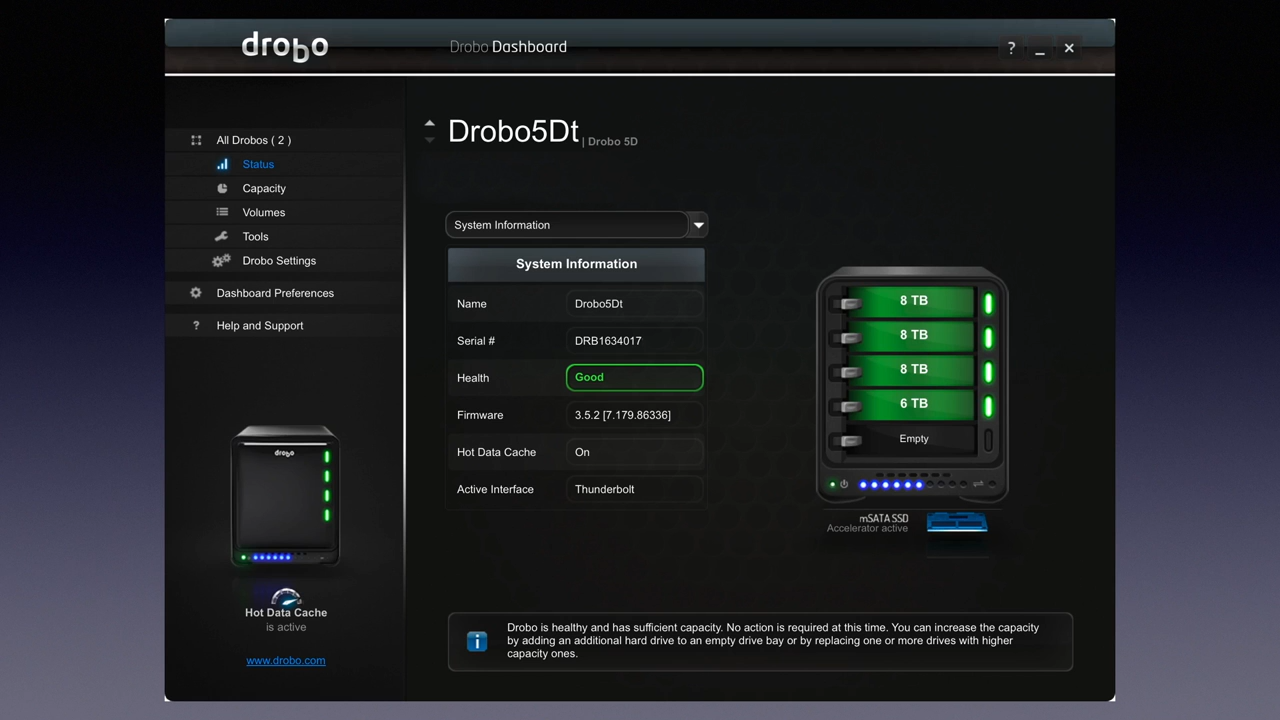 drobo
Drobo Dashboard
? _ ×
All Drobos ( 2 )
Status
Capacity
Volumes
Tools
Drobo Settings
Dashboard Preferences
? Help and Support
drobo
Hot Data Cache
is active
www.drobo.com
Drobo5Dt | Drobo 5D
System Information
System Information
Name Drobo5Dt
Serial # DRB1634017
Health Good
Firmware 3.5.2 [7.179.86336]
Hot Data Cache On
Active Interface Thunderbolt
8 TB
8 TB
8 TB
6 TB
Empty
mSATA SSD
Accelerator active
i
Drobo is healthy and has sufficient capacity. No action is required at this time. You can increase the capacity
by adding an additional hard drive to an empty drive bay or by replacing one or more drives with higher
capacity ones.